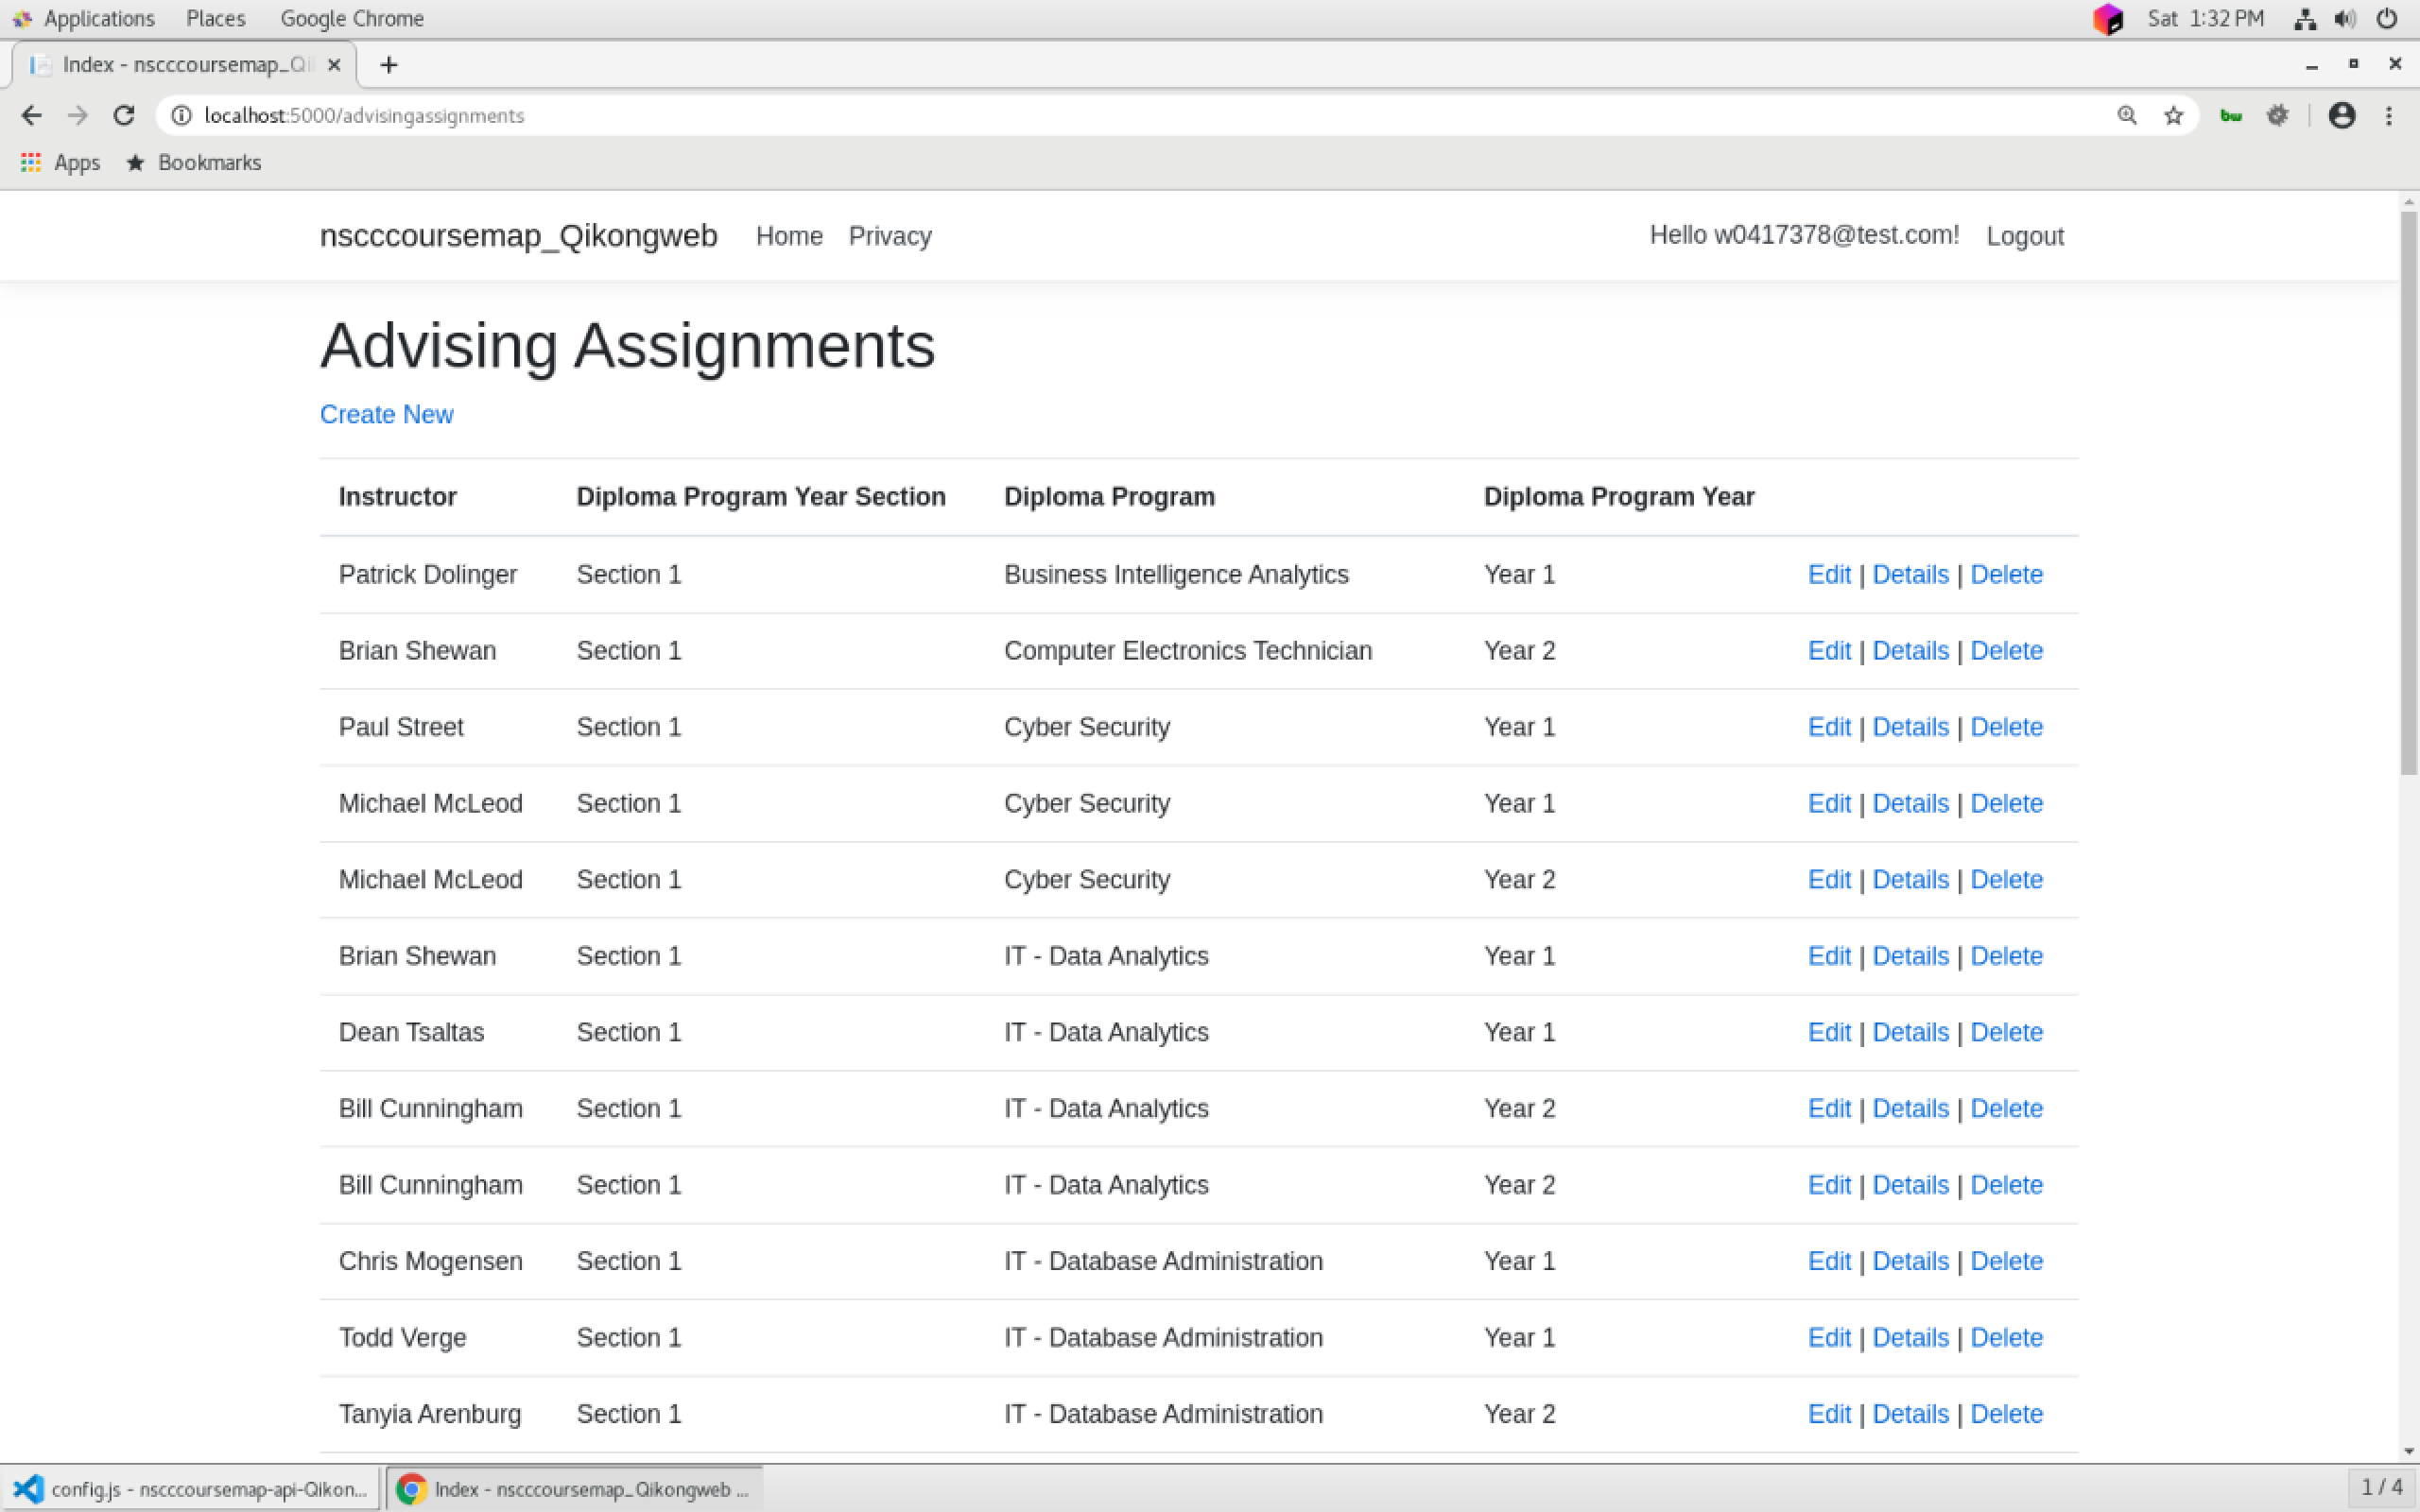 Applications Places Google Chrome Sat 1:32 PM
Index - nscccoursemap_Qi
localhost:5000/advisingassignments bw
Apps Bookmarks
nscccoursemap_Qikongweb Home Privacy Hello w0417378@test.com! Logout
Advising Assignments
Create New
Instructor Diploma Program Year Section Diploma Program Diploma Program Year
Patrick Dolinger Section 1 Business Intelligence Analytics Year 1 Edit | Details | Delete
Brian Shewan Section 1 Computer Electronics Technician Year 2 Edit | Details | Delete
Paul Street Section 1 Cyber Security Year 1 Edit | Details | Delete
Michael McLeod Section 1 Cyber Security Year 1 Edit | Details | Delete
Michael McLeod Section 1 Cyber Security Year 2 Edit | Details | Delete
Brian Shewan Section 1 IT - Data Analytics Year 1 Edit | Details | Delete
Dean Tsaltas Section 1 IT - Data Analytics Year 1 Edit | Details | Delete
Bill Cunningham Section 1 IT - Data Analytics Year 2 Edit | Details | Delete
Bill Cunningham Section 1 IT - Data Analytics Year 2 Edit | Details | Delete
Chris Mogensen Section 1 IT - Database Administration Year 1 Edit | Details | Delete
Todd Verge Section 1 IT - Database Administration Year 1 Edit | Details | Delete
Tanyia Arenburg Section 1 IT - Database Administration Year 2 Edit | Details | Delete
config.js - nscccoursemap-api-Qikon... Index - nscccoursemap_Qikongweb ... 1 / 4